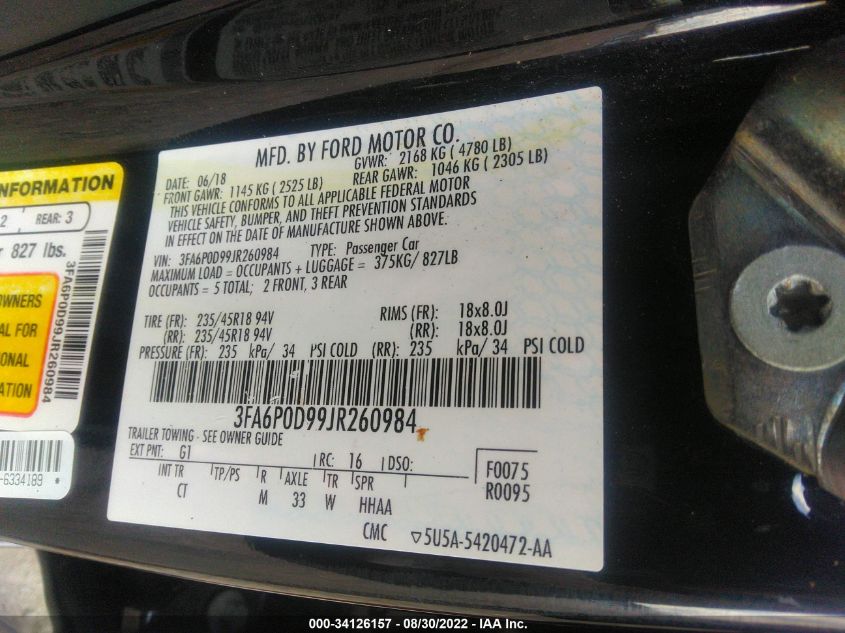 MFD. BY FORD MOTOR CO.
DATE: 06/18
GVWR: 2168 KG ( 4780 LB)
FRONT GAWR: 1145 KG ( 2525 LB)
REAR GAWR: 1046 KG ( 2305 LB)
THIS VEHICLE CONFORMS TO ALL APPLICABLE FEDERAL MOTOR
VEHICLE SAFETY, BUMPER, AND THEFT PREVENTION STANDARDS
IN EFFECT ON THE DATE OF MANUFACTURE SHOWN ABOVE.
VIN: 3FA6P0D99JR260984 TYPE: Passenger Car
MAXIMUM LOAD = OCCUPANTS + LUGGAGE = 375KG/ 827LB
OCCUPANTS = 5 TOTAL; 2 FRONT, 3 REAR
TIRE (FR): 235/45R18 94V RIMS (FR): 18x8.0J
(RR): 235/45R18 94V (RR): 18x8.0J
PRESSURE (FR): 235 kPa/ 34 PSI COLD (RR): 235 kPa/ 34 PSI COLD
3FA6P0D99JR260984
TRAILER TOWING - SEE OWNER GUIDE
EXT PNT: G1 RC: 16 DSO:
F0075
INT TR TP/PS R AXLE TR SPR
R0095
CT M 33 W HHAA
CMC 5U5A-5420472-AA
NFORMATION
2 REAR: 3
r 827 lbs.
OWNERS
AL FOR
IONAL
ATION
3FA6P0D99JR260984
-6334189 *
000-34126157 - 08/30/2022 - IAA Inc.